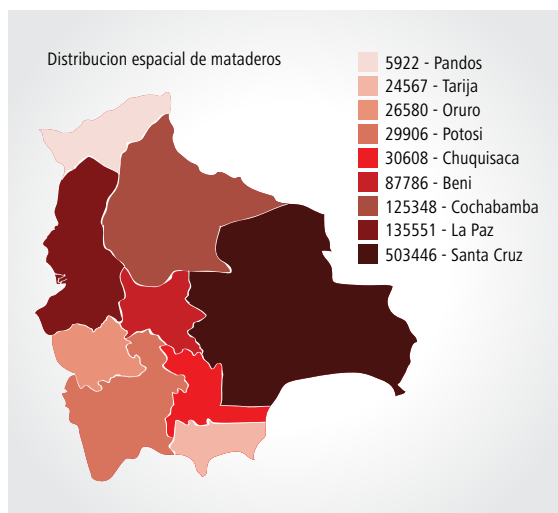 Distribucion espacial de mataderos
5922 - Pandos
24567 - Tarija
26580 - Oruro
29906 - Potosi
30608 - Chuquisaca
87786 - Beni
125348 - Cochabamba
135551 - La Paz
503446 - Santa Cruz